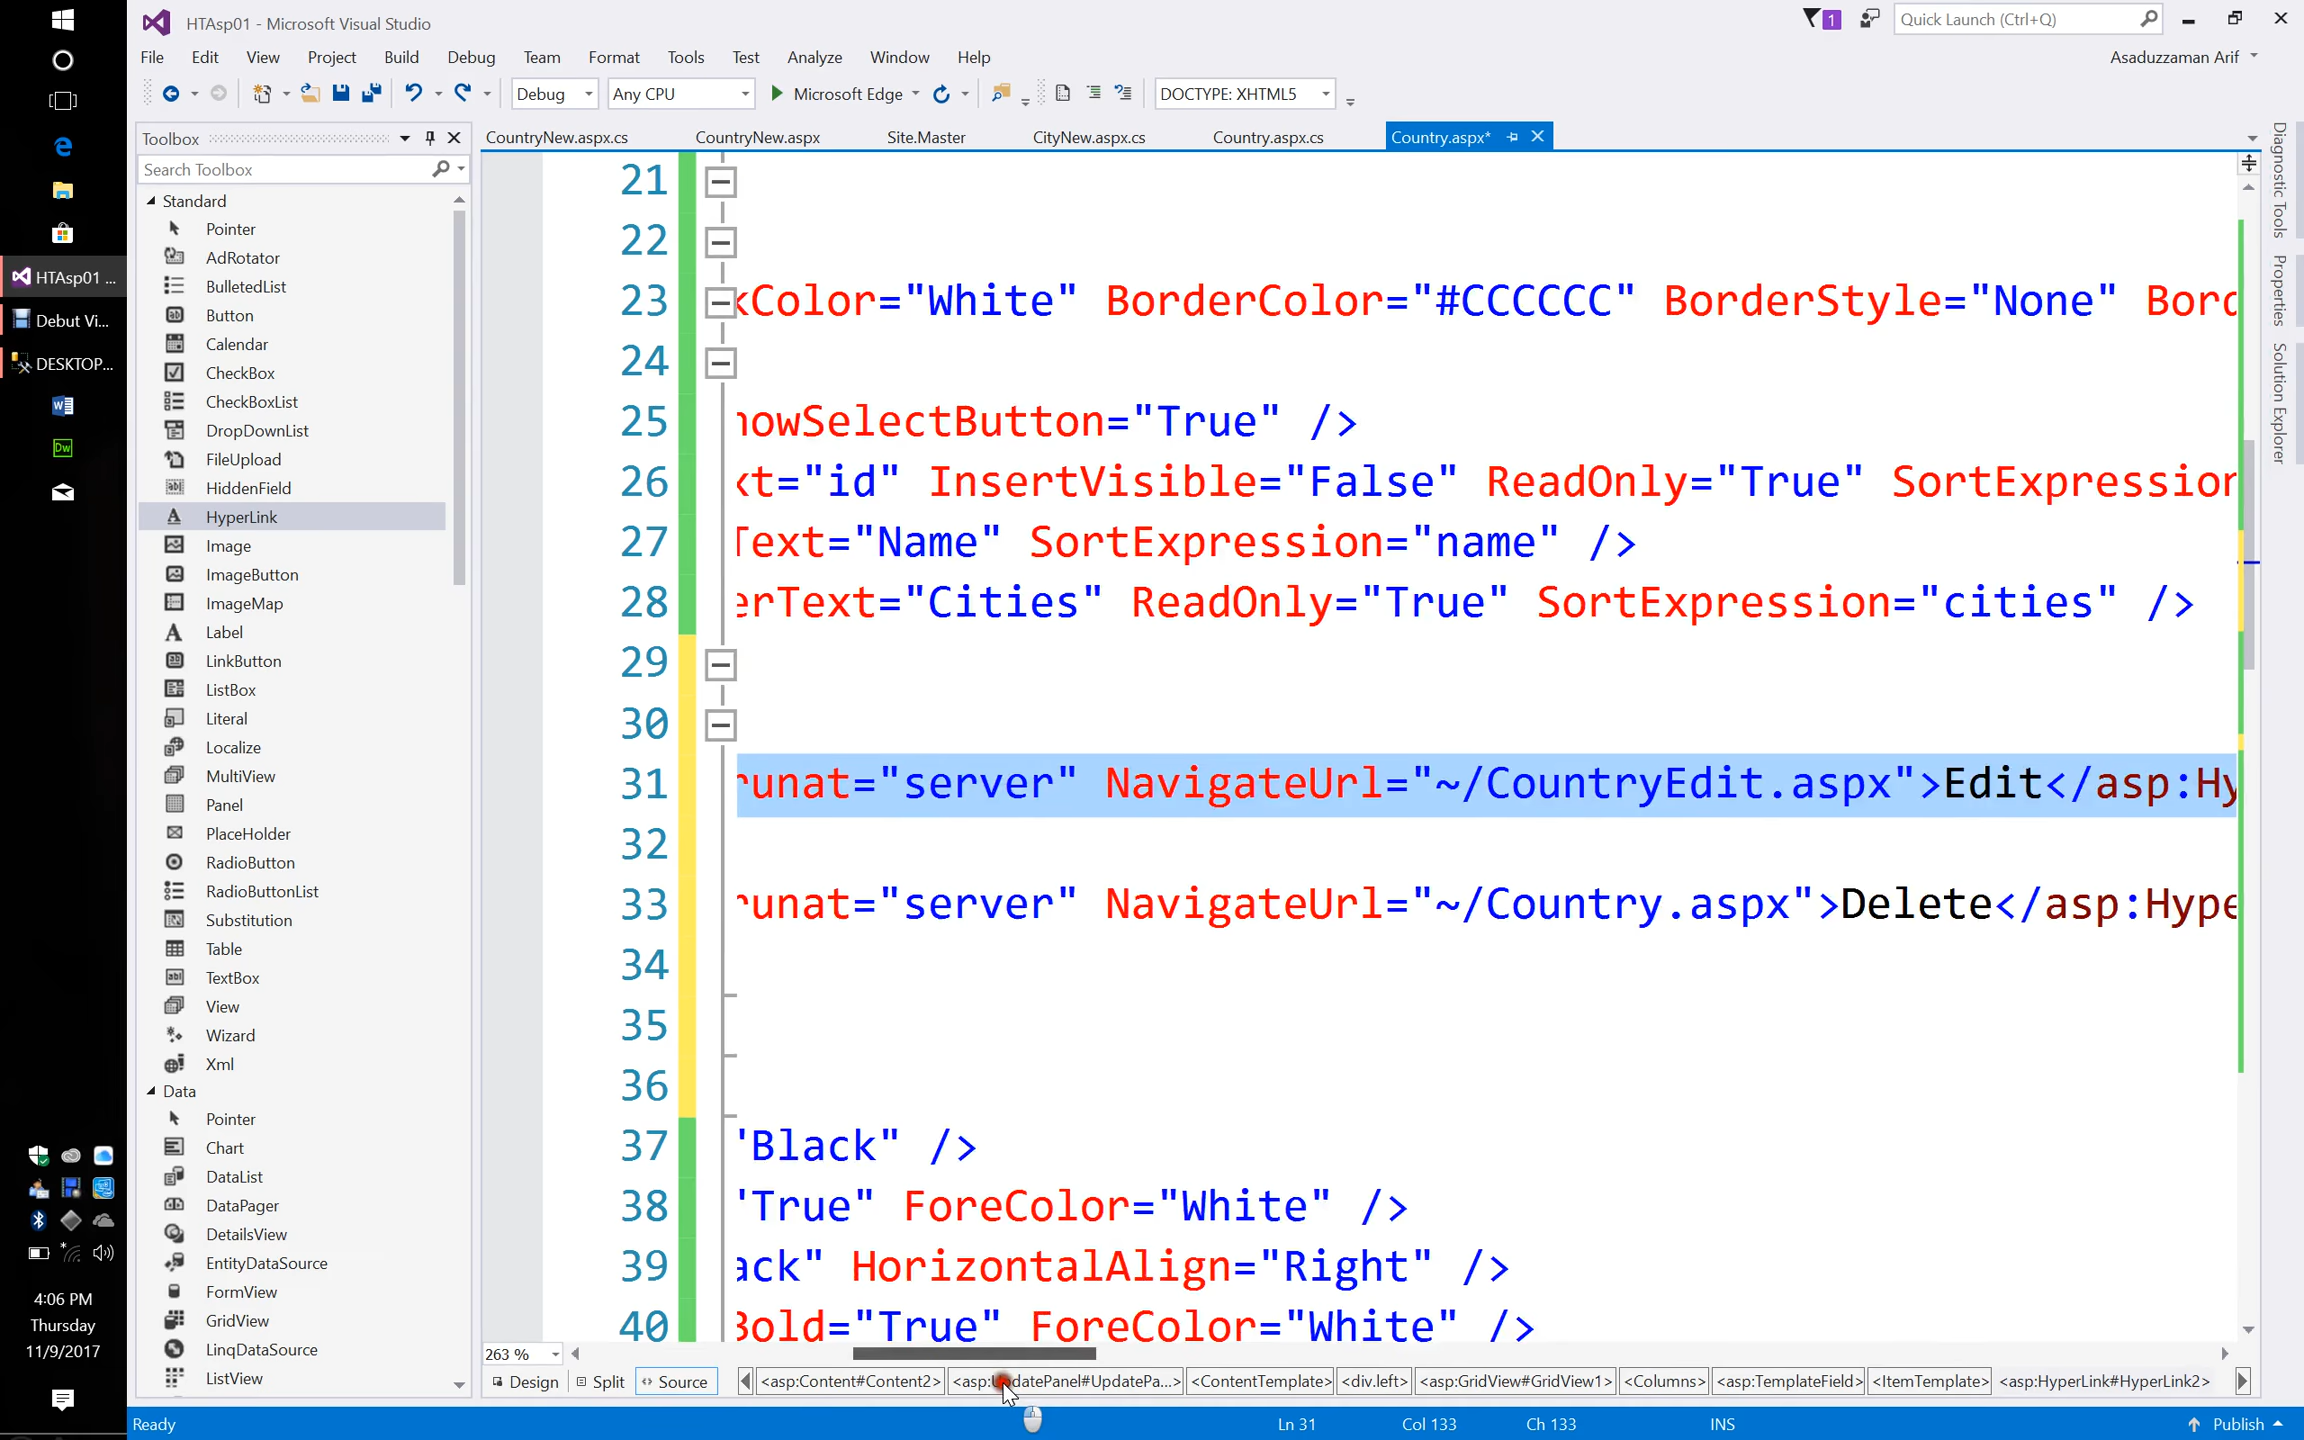 HTAsp01 - Microsoft Visual Studio
1
Quick Launch (Ctrl+Q)
File Edit View Project Build Debug Team Format Tools Test Analyze Window Help
Asaduzzaman Arif
Debug Any CPU Microsoft Edge DOCTYPE: XHTML5
Toolbox
CountryNew.aspx.cs CountryNew.aspx Site.Master CityNew.aspx.cs Country.aspx.cs Country.aspx*
Search Toolbox
Standard
Pointer
AdRotator
BulletedList
Button
Calendar
CheckBox
CheckBoxList
DropDownList
FileUpload
HiddenField
HyperLink
Image
ImageButton
ImageMap
Label
LinkButton
ListBox
Literal
Localize
MultiView
Panel
PlaceHolder
RadioButton
RadioButtonList
Substitution
Table
TextBox
View
Wizard
Xml
Data
Pointer
Chart
DataList
DataPager
DetailsView
EntityDataSource
FormView
GridView
LinqDataSource
ListView
HTAsp01 ...
Debut Vi...
DESKTOP...
Dw
4:06 PM
Thursday
11/9/2017
21
22
23 kColor="White" BorderColor="#CCCCCC" BorderStyle="None" Bord
24
25 howSelectButton="True" />
26 xt="id" InsertVisible="False" ReadOnly="True" SortExpression
27 Text="Name" SortExpression="name" />
28 erText="Cities" ReadOnly="True" SortExpression="cities" />
29
30
31 runat="server" NavigateUrl="~/CountryEdit.aspx">Edit</asp:Hy
32
33 runat="server" NavigateUrl="~/Country.aspx">Delete</asp:Hype
34
35
36
37 "Black" />
38 "True" ForeColor="White" />
39 ack" HorizontalAlign="Right" />
40 Bold="True" ForeColor="White" />
263 %
Design Split Source <asp:Content#Content2> <asp:UpdatePanel#UpdatePa...> <ContentTemplate> <div.left> <asp:GridView#GridView1> <Columns> <asp:TemplateField> <ItemTemplate> <asp:HyperLink#HyperLink2>
Ready Ln 31 Col 133 Ch 133 INS Publish
Diagnostic Tools
Properties
Solution Explorer